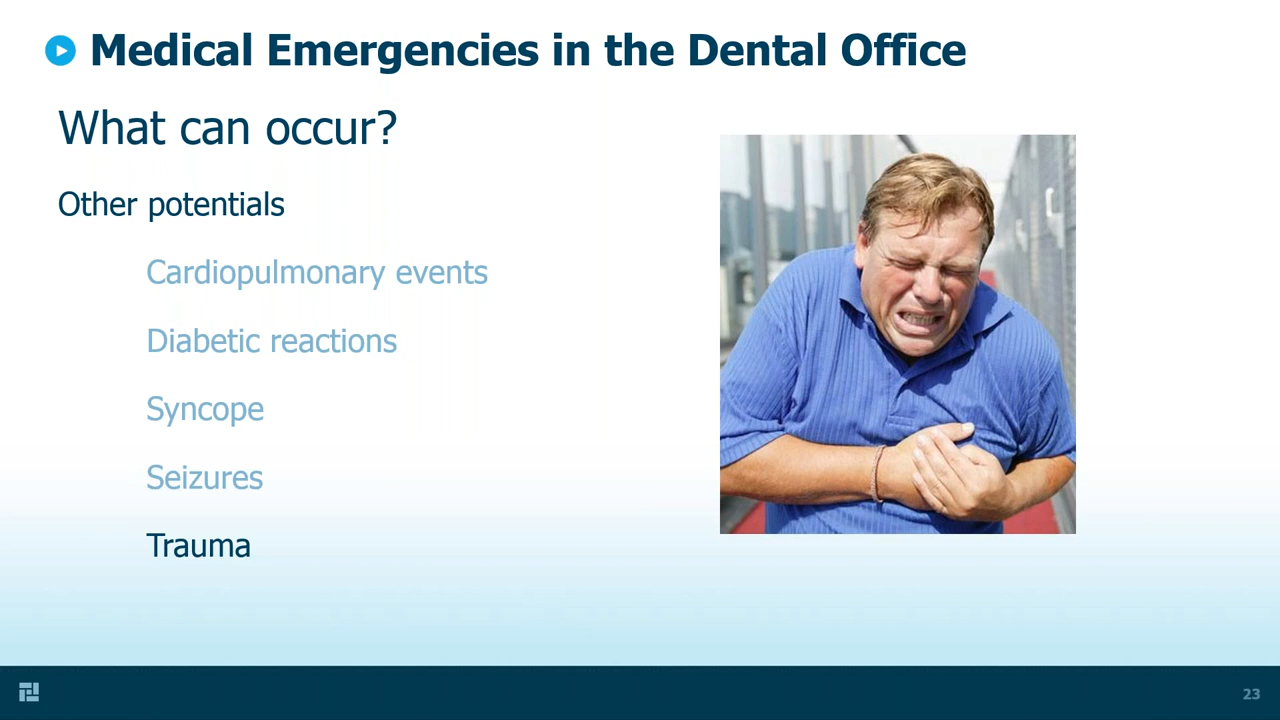 Medical Emergencies in the Dental Office
What can occur?
Other potentials
Cardiopulmonary events
Diabetic reactions
Syncope
Seizures
Trauma
23